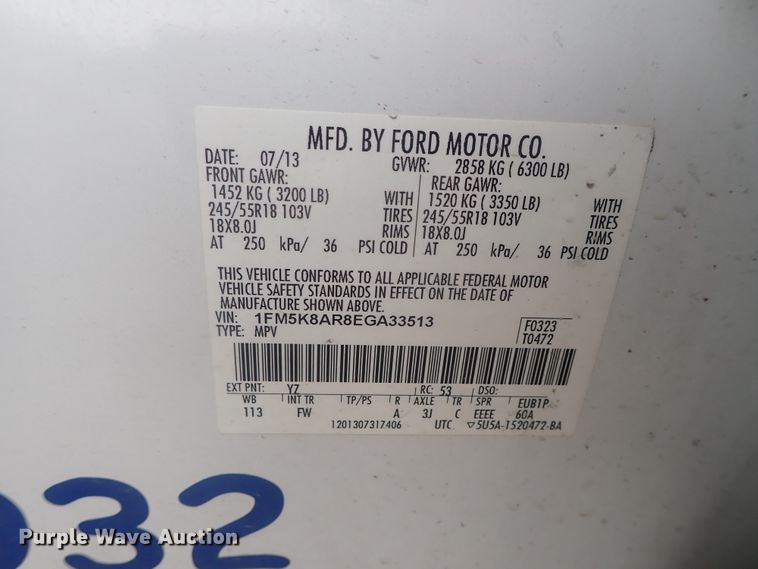 MFD. BY FORD MOTOR CO.
DATE: 07/13 GVWR: 2858 KG ( 6300 LB)
FRONT GAWR: REAR GAWR:
1452 KG ( 3200 LB) WITH 1520 KG ( 3350 LB) WITH
245/55R18 103V TIRES 245/55R18 103V TIRES
18X8.0J RIMS 18X8.0J RIMS
AT 250 kPa/ 36 PSI COLD AT 250 kPa/ 36 PSI COLD
THIS VEHICLE CONFORMS TO ALL APPLICABLE FEDERAL MOTOR
VEHICLE SAFETY STANDARDS IN EFFECT ON THE DATE OF
MANUFACTURE SHOWN ABOVE.
VIN: 1FM5K8AR8EGA33513 F0323
TYPE: MPV T0472
EXT PNT: YZ RC: 53 DSO:
WB INT TR TP/PS R AXLE TR SPR EUB1P
113 FW A 3J C EEEE 60A
1201307317406 UTC ▽5U5A-1520472-BA
032
Purple Wave Auction